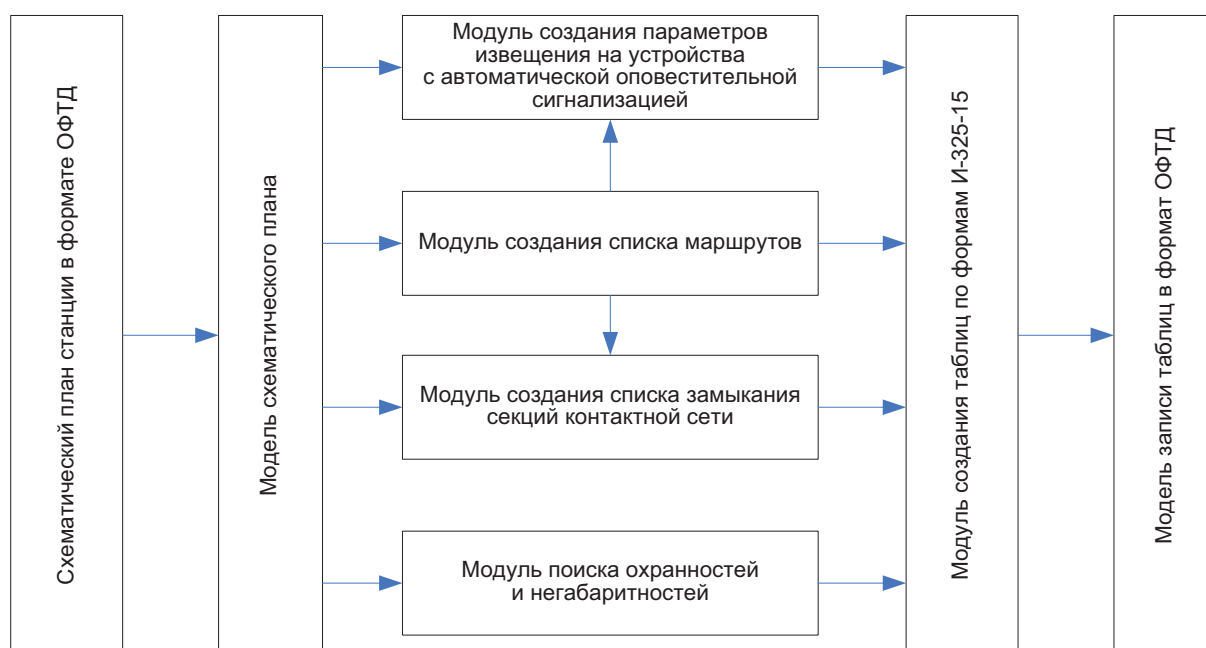 Схематический план станции в формате ОФТД
Модель схематического плана
Модуль создания параметров
извещения на устройства
с автоматической оповестительной
сигнализацией
Модуль создания списка маршрутов
Модуль создания списка замыкания
секций контактной сети
Модуль поиска охранностей
и негабаритностей
Модуль создания таблиц по формам И-325-15
Модель записи таблиц в формат ОФТД